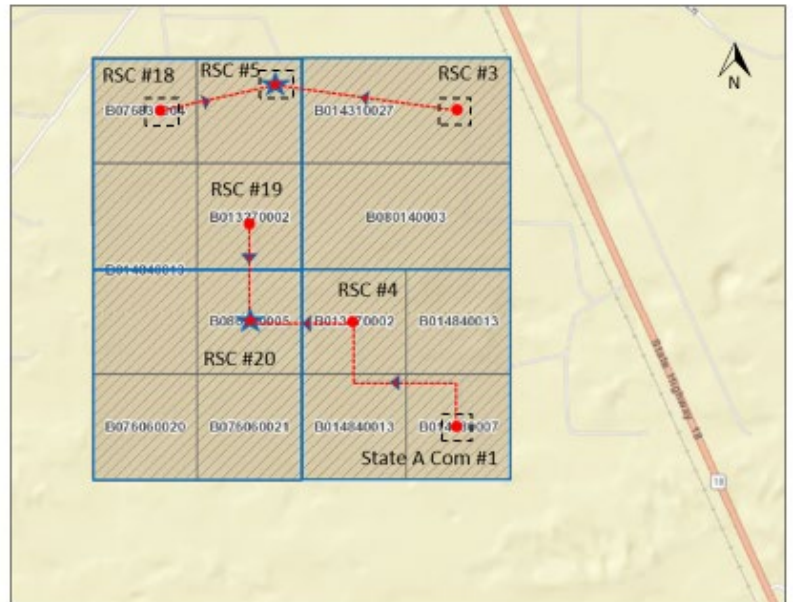 RSC #18
RSC #5
RSC #3
B014310027
N
RSC #19
B013270002
B080140003
B014840013
RSC #4
B014840013
RSC #20
B076060020
B076060021
B014840013
State A Com #1
State Highway 18
18